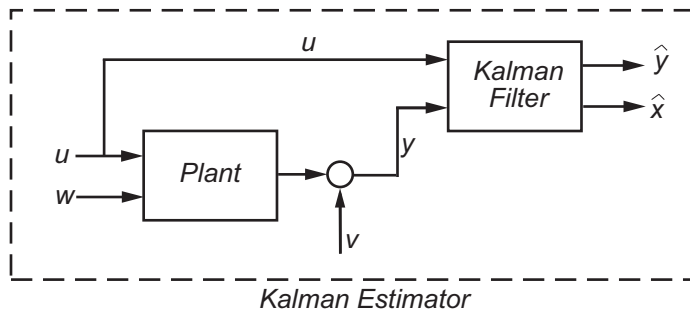 u
Kalman
Filter
ŷ
x̂
u
w
Plant
y
v
Kalman Estimator